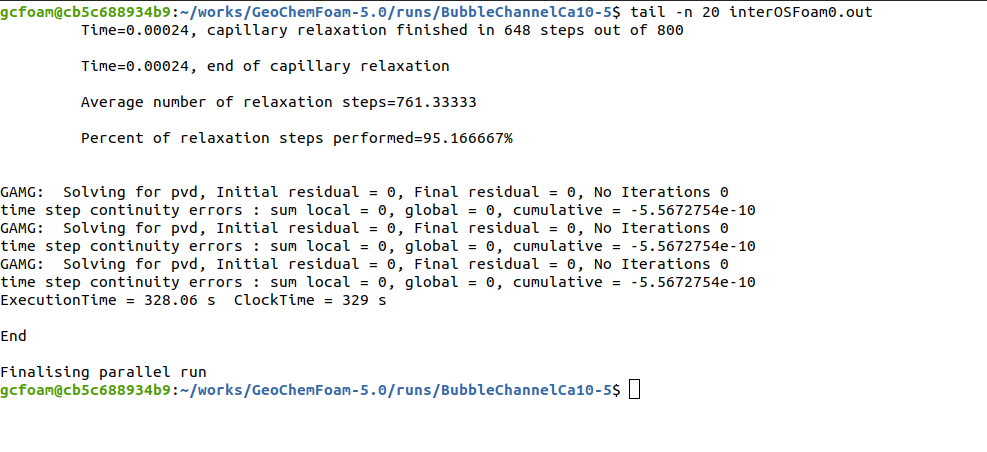 gcfoam@cb5c688934b9:~/works/GeoChemFoam-5.0/runs/BubbleChannelCa10-5$ tail -n 20 interOSFoam0.out
Time=0.00024, capillary relaxation finished in 648 steps out of 800
Time=0.00024, end of capillary relaxation
Average number of relaxation steps=761.33333
Percent of relaxation steps performed=95.166667%
GAMG:  Solving for pvd, Initial residual = 0, Final residual = 0, No Iterations 0
time step continuity errors : sum local = 0, global = 0, cumulative = -5.5672754e-10
GAMG:  Solving for pvd, Initial residual = 0, Final residual = 0, No Iterations 0
time step continuity errors : sum local = 0, global = 0, cumulative = -5.5672754e-10
GAMG:  Solving for pvd, Initial residual = 0, Final residual = 0, No Iterations 0
time step continuity errors : sum local = 0, global = 0, cumulative = -5.5672754e-10
ExecutionTime = 328.06 s  ClockTime = 329 s
End
Finalising parallel run
gcfoam@cb5c688934b9:~/works/GeoChemFoam-5.0/runs/BubbleChannelCa10-5$